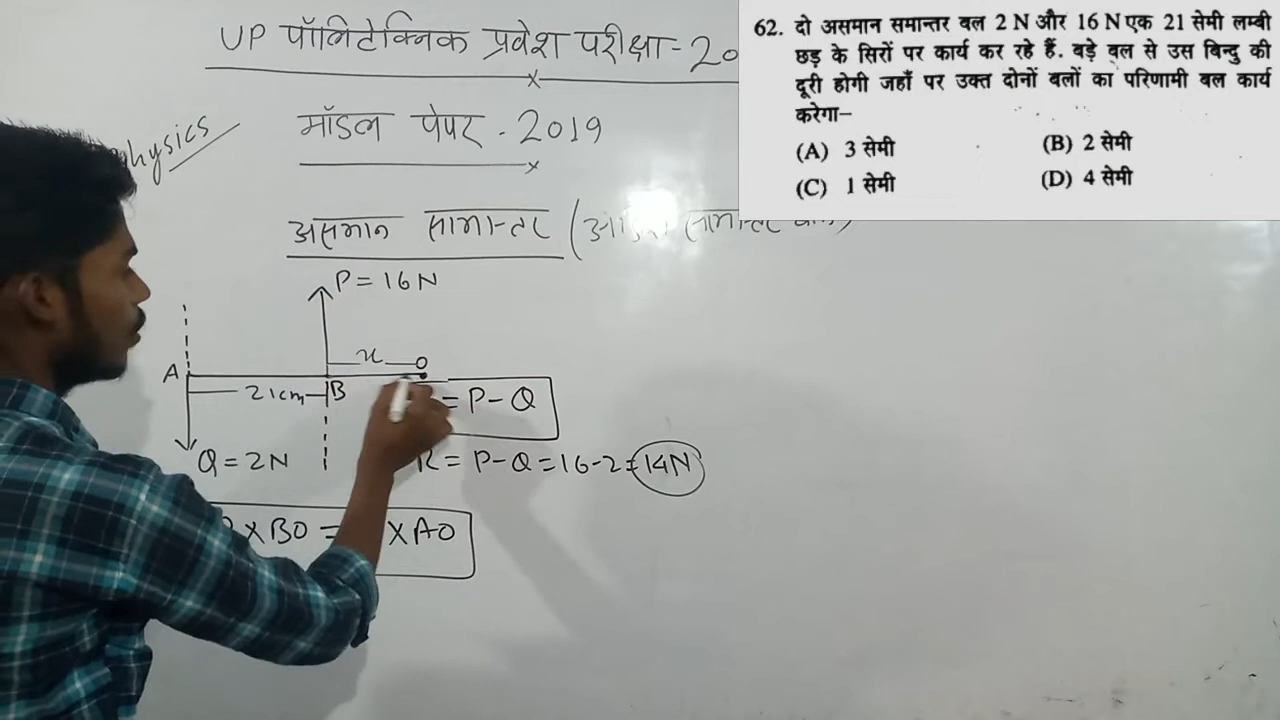 UP पॉलिटेक्निक प्रवेश परीक्षा-20
मॉडल पेपर-2019
physics
असमान सामान्तर
62. दो असमान समान्तर बल 2 N और 16 N एक 21 सेमी लम्बी
छड़ के सिरों पर कार्य कर रहे हैं. बड़े बल से उस बिन्दु की
दूरी होगी जहाँ पर उक्त दोनों बलों का परिणामी बल कार्य
करेगा–
(A) 3 सेमी (B) 2 सेमी
(C) 1 सेमी (D) 4 सेमी
P = 16N
x O
A 21cm B
= P - Q
Q = 2N
R = P - Q = 16 - 2 = 14N
× BO = × AO